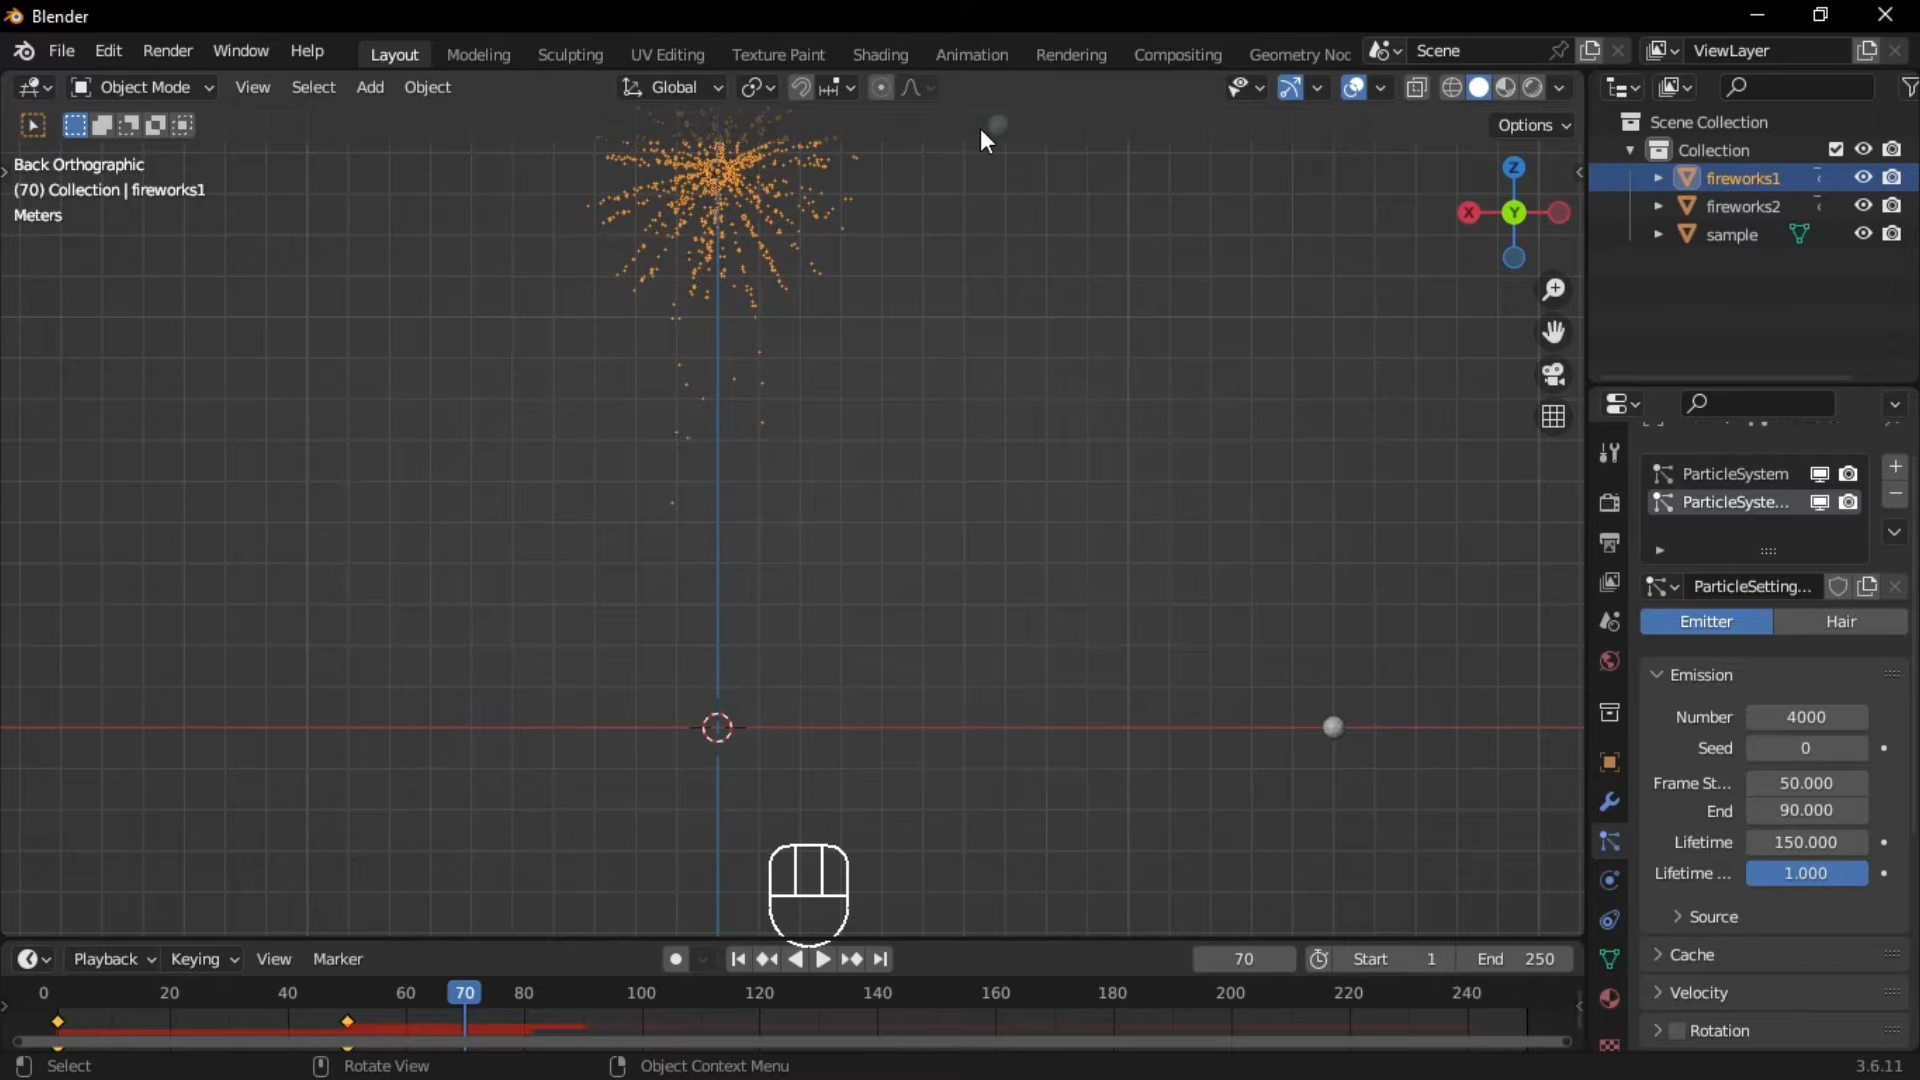 Blender
File Edit Render Window Help Layout Modeling Sculpting UV Editing Texture Paint Shading Animation Rendering Compositing Geometry Noc Scene ViewLayer
Object Mode View Select Add Object Global
Options
Back Orthographic
(70) Collection | fireworks1
Meters
Z
X Y
Scene Collection
Collection
fireworks1
fireworks2
sample
ParticleSystem
ParticleSyste...
ParticleSetting...
Emitter Hair
Emission
Number 4000
Seed 0
Frame St... 50.000
End 90.000
Lifetime 150.000
Lifetime ... 1.000
Source
Cache
Velocity
Rotation
Playback Keying View Marker 70 Start 1 End 250
0 20 40 60 70 80 100 120 140 160 180 200 220 240
Select Rotate View Object Context Menu 3.6.11